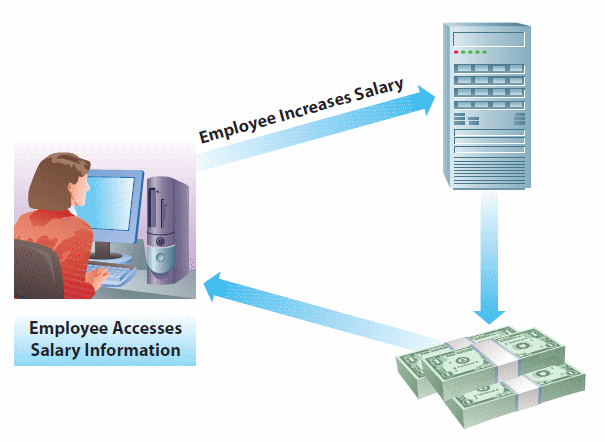 Employee Increases Salary
Employee Accesses
Salary Information